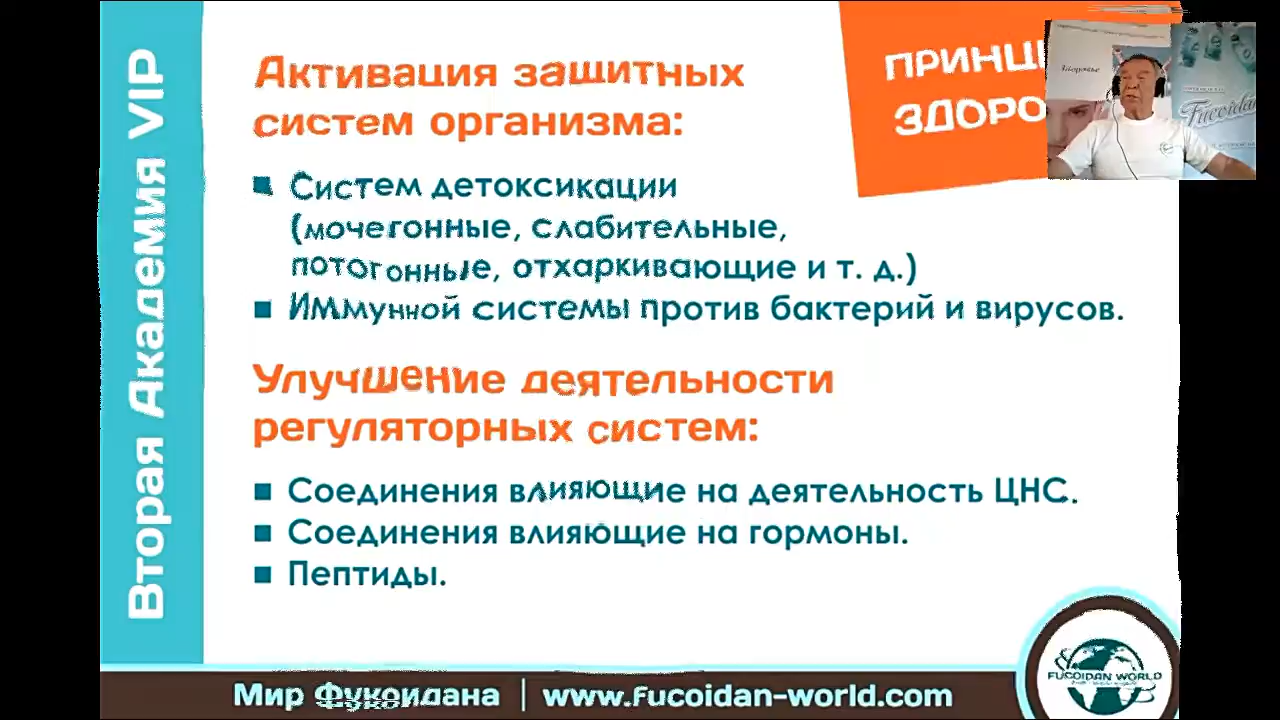 Вторая Академия VIP
Активация защитных
систем организма:
Систем детоксикации
(мочегонные, слабительные,
потогонные, отхаркивающие и т. д.)
Иммунной системы против бактерий и вирусов.
Улучшение деятельности
регуляторных систем:
Соединения влияющие на деятельность ЦНС.
Соединения влияющие на гормоны.
Пептиды.
ПРИНЦ
ЗДОРО
Здоровье
Fucoidan
FUCOIDAN WORLD
Мир Фукоидана | www.fucoidan-world.com